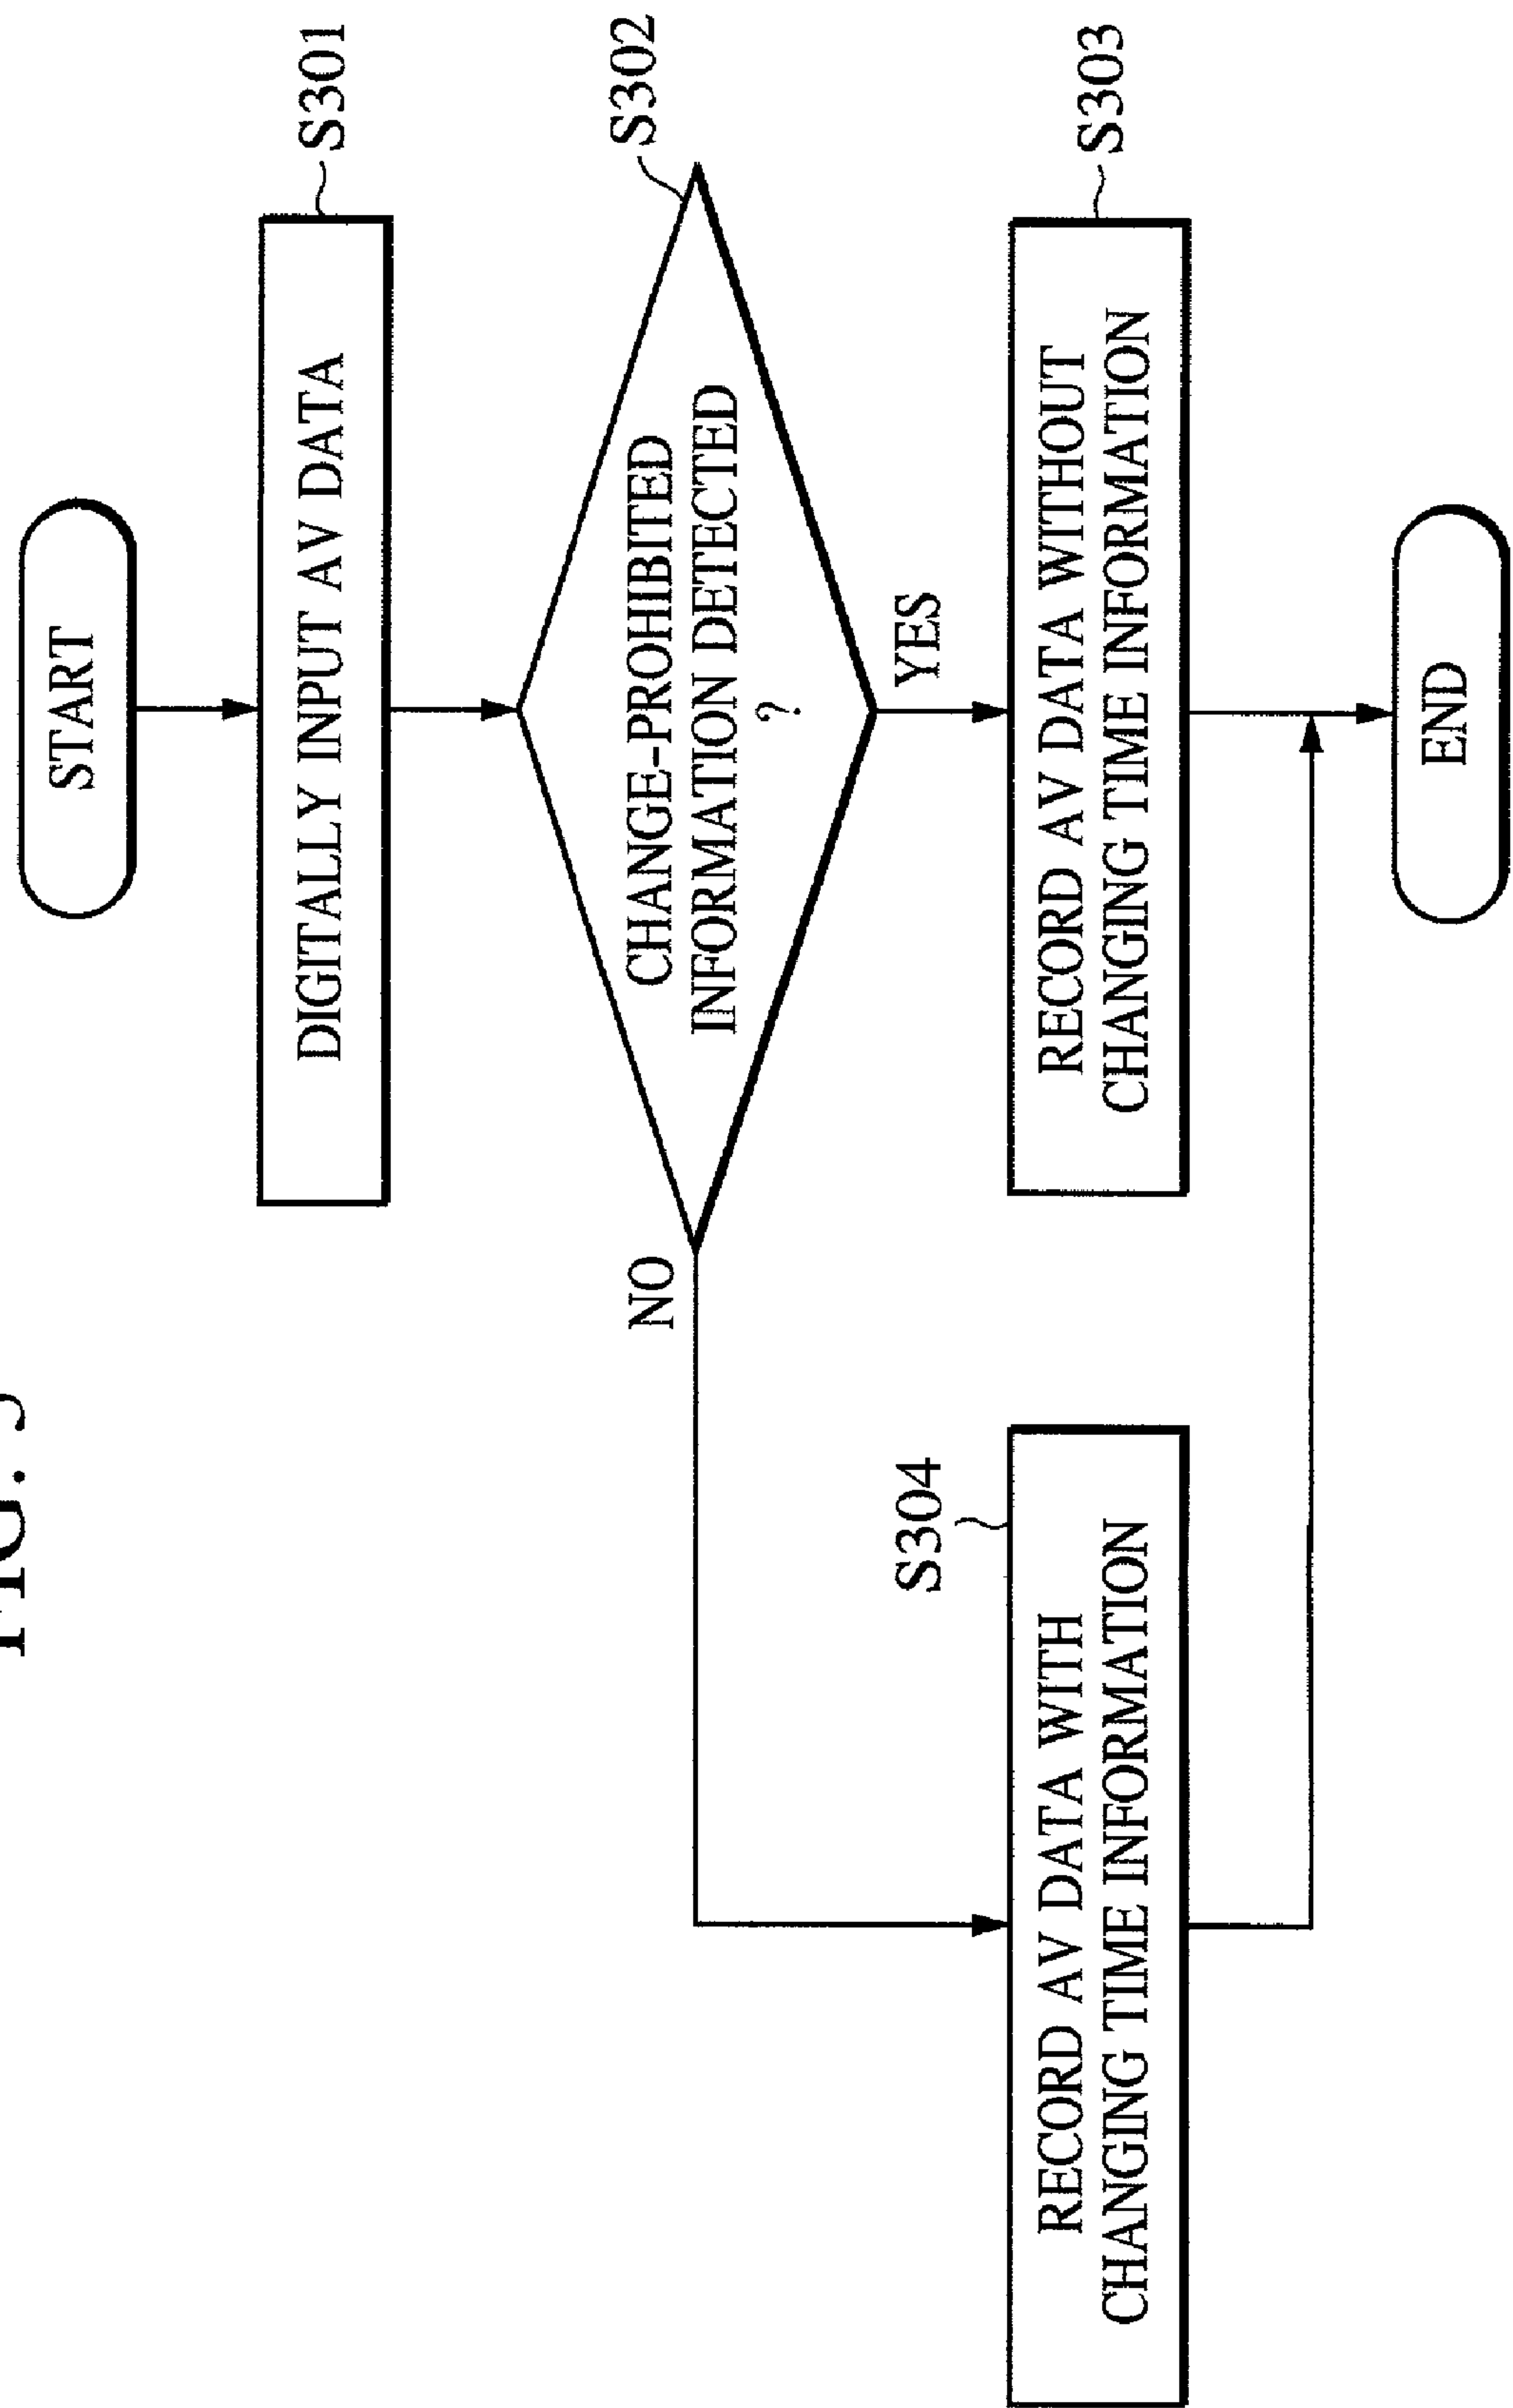 FIG.
START
DIGITALLY INPUT AV DATA
S301
CHANGE-PROHIBITED
INFORMATION DETECTED
?
S302
NO
YES
S304
RECORD AV DATA WITH
CHANGING TIME INFORMATION
RECORD AV DATA WITHOUT
CHANGING TIME INFORMATION
S303
END